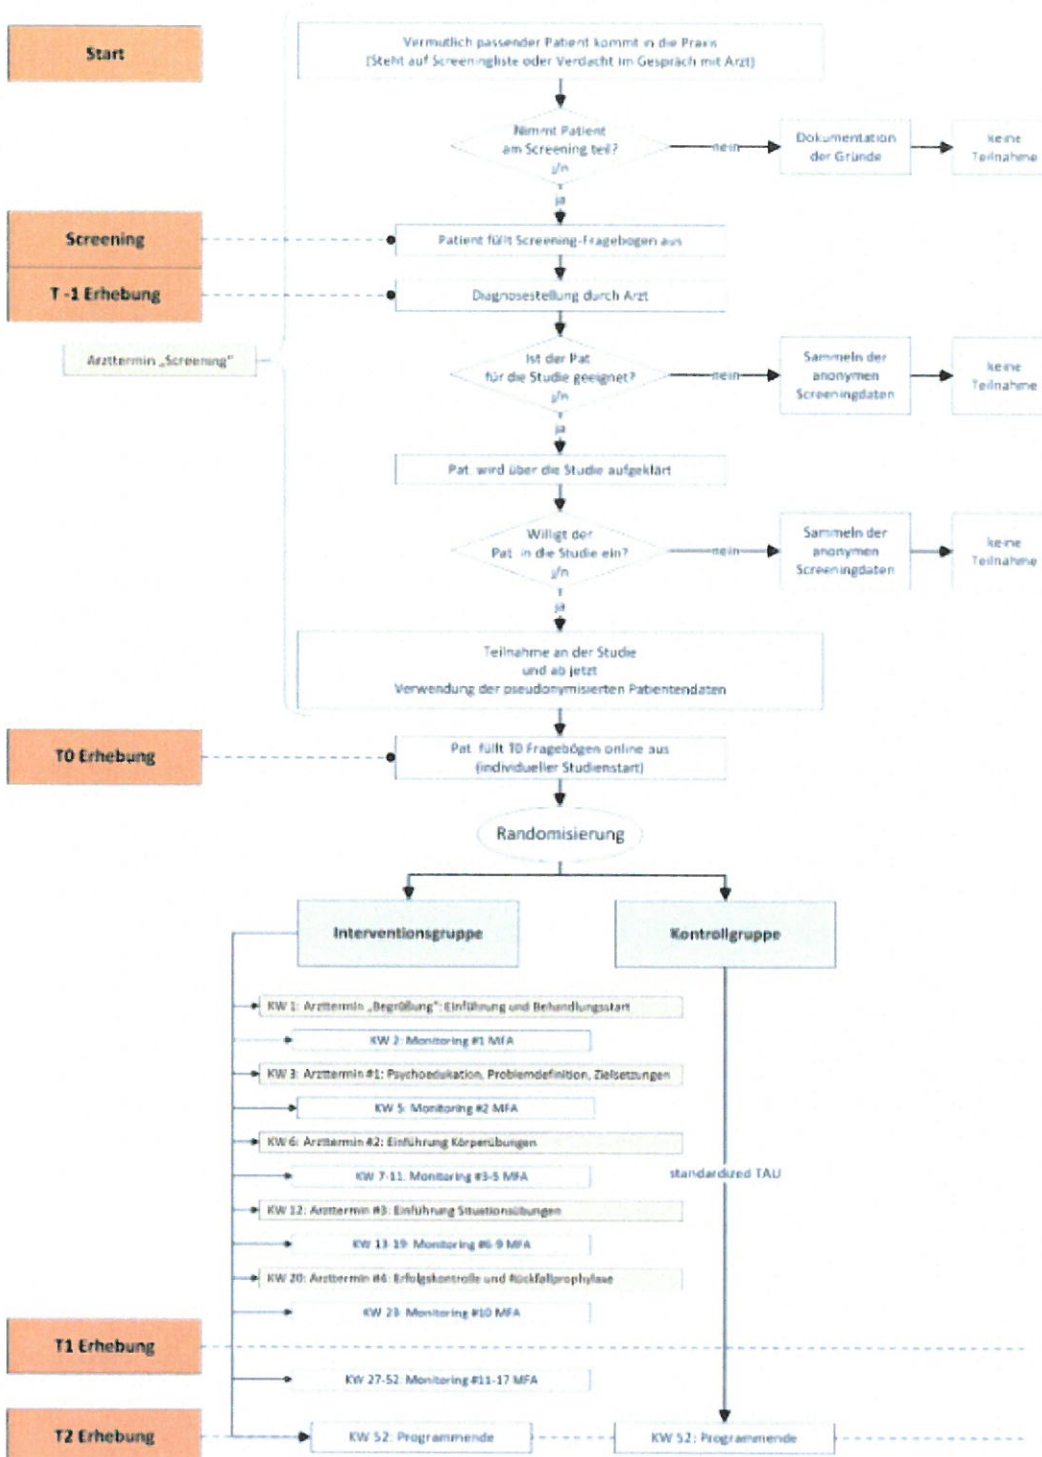 Start
Vermutlich passender Patient kommt in die Praxis
(Steht auf Screeningliste oder Verdacht im Gespräch mit Arzt)
Nimmt Patient
am Screening teil?
j/n
nein
Dokumentation
der Gründe
keine
Teilnahme
ja
Screening
Patient füllt Screening-Fragebogen aus
T -1 Erhebung
Diagnosestellung durch Arzt
Arzttermin „Screening"
Ist der Pat
für die Studie geeignet?
j/n
nein
Sammeln der
anonymen
Screeningdaten
keine
Teilnahme
ja
Pat. wird über die Studie aufgeklärt
Willigt der
Pat. in die Studie ein?
j/n
nein
Sammeln der
anonymen
Screeningdaten
keine
Teilnahme
ja
Teilnahme an der Studie
und ab jetzt
Verwendung der pseudonymisierten Patientendaten
T0 Erhebung
Pat. füllt T0 Fragebögen online aus
(individueller Studienstart)
Randomisierung
Interventionsgruppe
Kontrollgruppe
KW 1: Arzttermin „Begrüßung": Einführung und Behandlungsstart
KW 2: Monitoring #1 MFA
KW 3: Arzttermin #1: Psychoedukation, Problemdefinition, Zielsetzungen
KW 5: Monitoring #2 MFA
KW 6: Arzttermin #2: Einführung Körperübungen
KW 7-11: Monitoring #3-5 MFA
standardized TAU
KW 12: Arzttermin #3: Einführung Situationsübungen
KW 13-19: Monitoring #6-9 MFA
KW 20: Arzttermin #4: Erfolgskontrolle und Rückfallprophylaxe
KW 23: Monitoring #10 MFA
T1 Erhebung
KW 27-52: Monitoring #11-17 MFA
T2 Erhebung
KW 52: Programmende
KW 52: Programmende